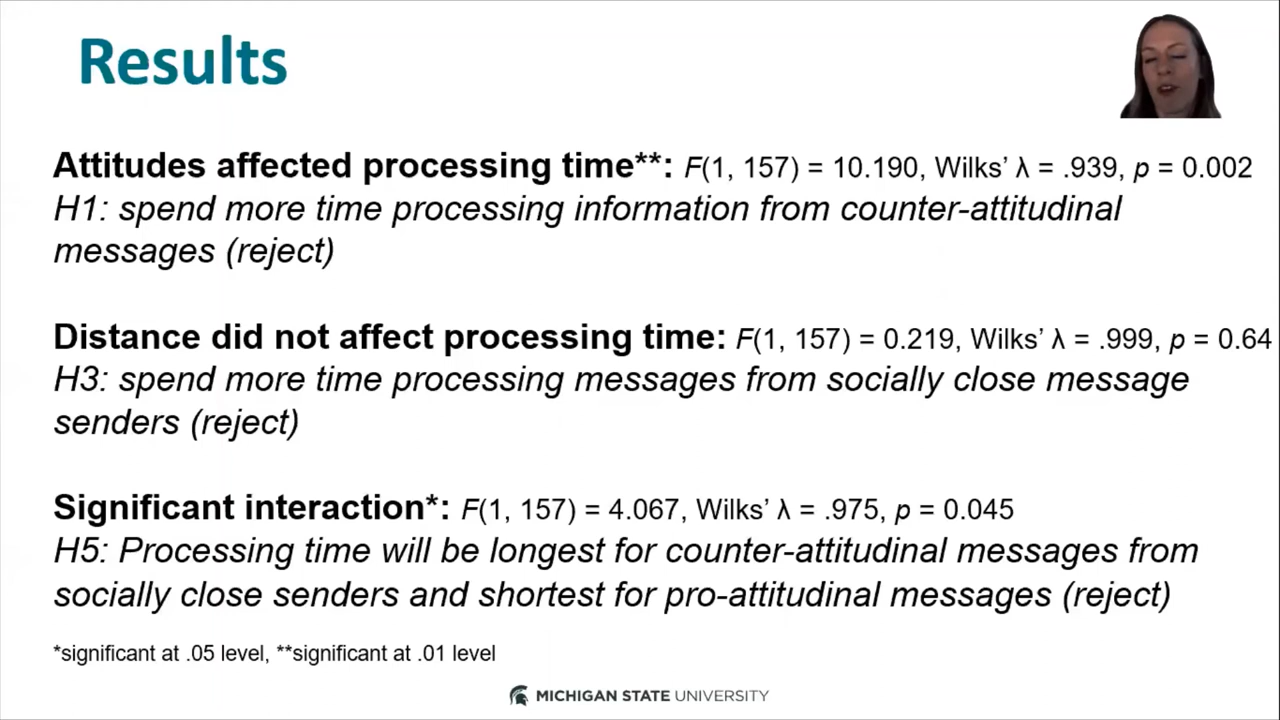 Results
Attitudes affected processing time**: F(1, 157) = 10.190, Wilks’ λ = .939, p = 0.002
H1: spend more time processing information from counter-attitudinal
messages (reject)
Distance did not affect processing time: F(1, 157) = 0.219, Wilks’ λ = .999, p = 0.64
H3: spend more time processing messages from socially close message
senders (reject)
Significant interaction*: F(1, 157) = 4.067, Wilks’ λ = .975, p = 0.045
H5: Processing time will be longest for counter-attitudinal messages from
socially close senders and shortest for pro-attitudinal messages (reject)
*significant at .05 level, **significant at .01 level
MICHIGAN STATE UNIVERSITY